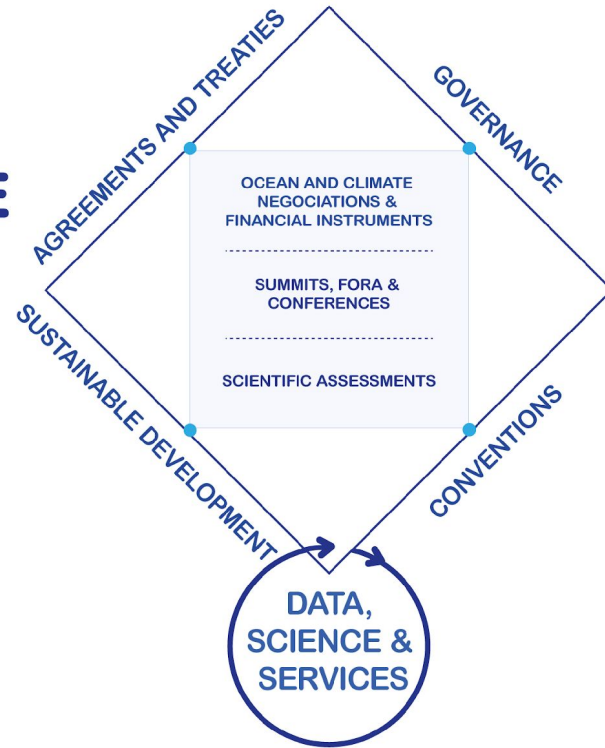 AGREEMENTS AND TREATIES
GOVERNANCE
E
OCEAN AND CLIMATE
NEGOCIATIONS &
FINANCIAL INSTRUMENTS
SUMMITS, FORA &
CONFERENCES
SCIENTIFIC ASSESSMENTS
SUSTAINABLE DEVELOPMENT
CONVENTIONS
DATA,
SCIENCE &
SERVICES